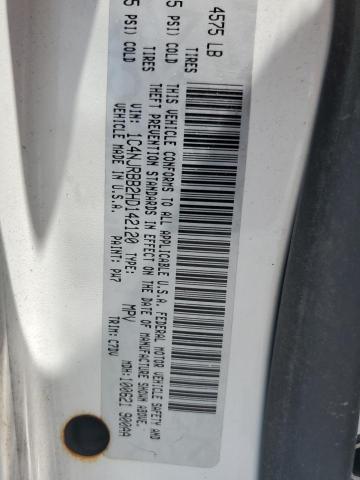 4575 LB
5 PSI) COLD
TIRES
5 PSI) COLD
TIRES
THIS VEHICLE CONFORMS TO ALL APPLICABLE U.S.A. FEDERAL MOTOR VEHICLE SAFETY AND
THEFT PREVENTION STANDARDS IN EFFECT ON THE DATE OF MANUFACTURE SHOWN ABOVE.
VIN: 1C4NJRBB2HD142120 TYPE: MPV MDH:100621 900AA
VEHICLE MADE IN U.S.A. PAINT: PW7 TRIM: C7DV